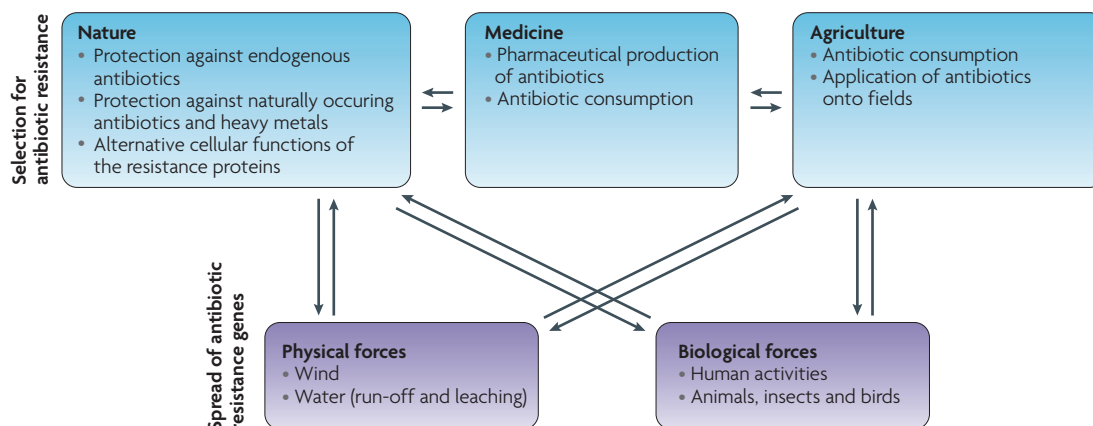 Selection for
antibiotic resistance
Nature
• Protection against endogenous
antibiotics
• Protection against naturally occuring
antibiotics and heavy metals
• Alternative cellular functions of
the resistance proteins
Medicine
• Pharmaceutical production
of antibiotics
• Antibiotic consumption
Agriculture
• Antibiotic consumption
• Application of antibiotics
onto fields
Spread of antibiotic
resistance genes
Physical forces
• Wind
• Water (run-off and leaching)
Biological forces
• Human activities
• Animals, insects and birds